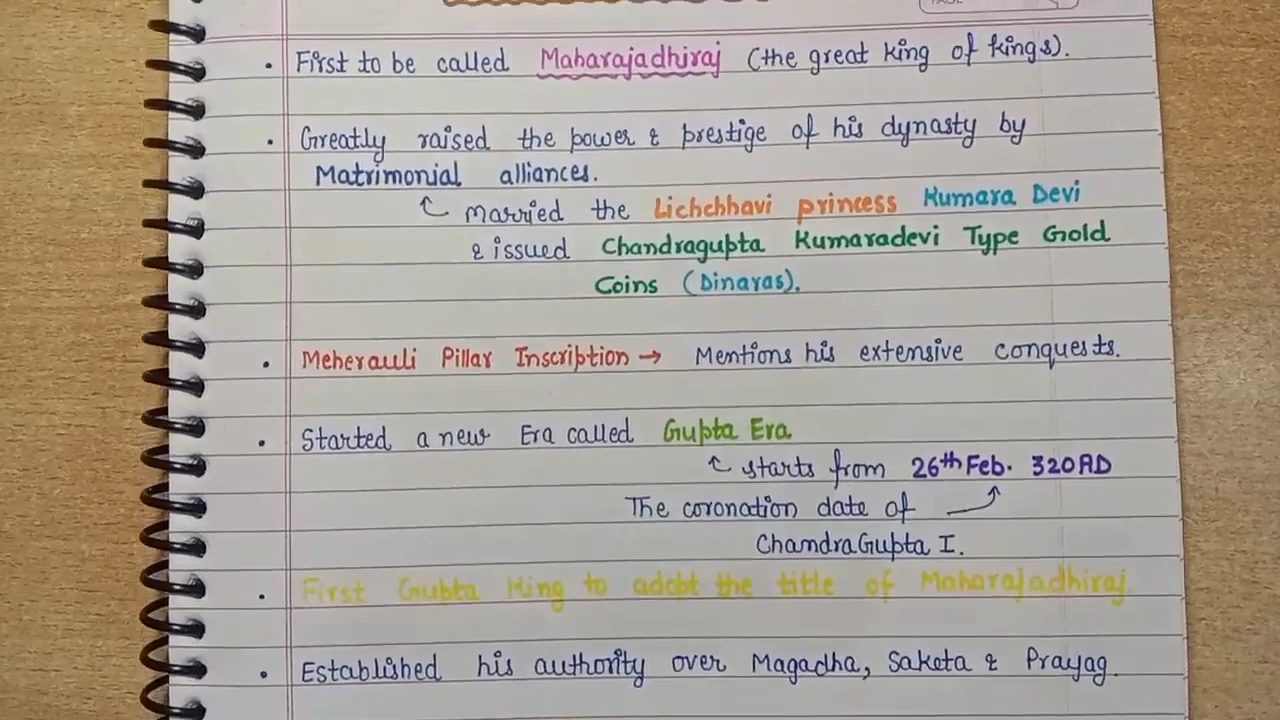 • First to be called Maharajadhiraj (the great king of kings).
• Greatly raised the power & prestige of his dynasty by
Matrimonial alliances.
↑ married the Lichchhavi princess Kumara Devi
& issued Chandragupta Kumaradevi Type Gold
Coins (Dinaras).
• Meherauli Pillar Inscription → Mentions his extensive conquests.
• Started a new Era called Gupta Era
↑ starts from 26th Feb. 320AD
The coronation date of
ChandraGupta I.
• First Gupta King to adopt the title of Maharajadhiraj
• Established his authority over Magadha, Saketa & Prayag.